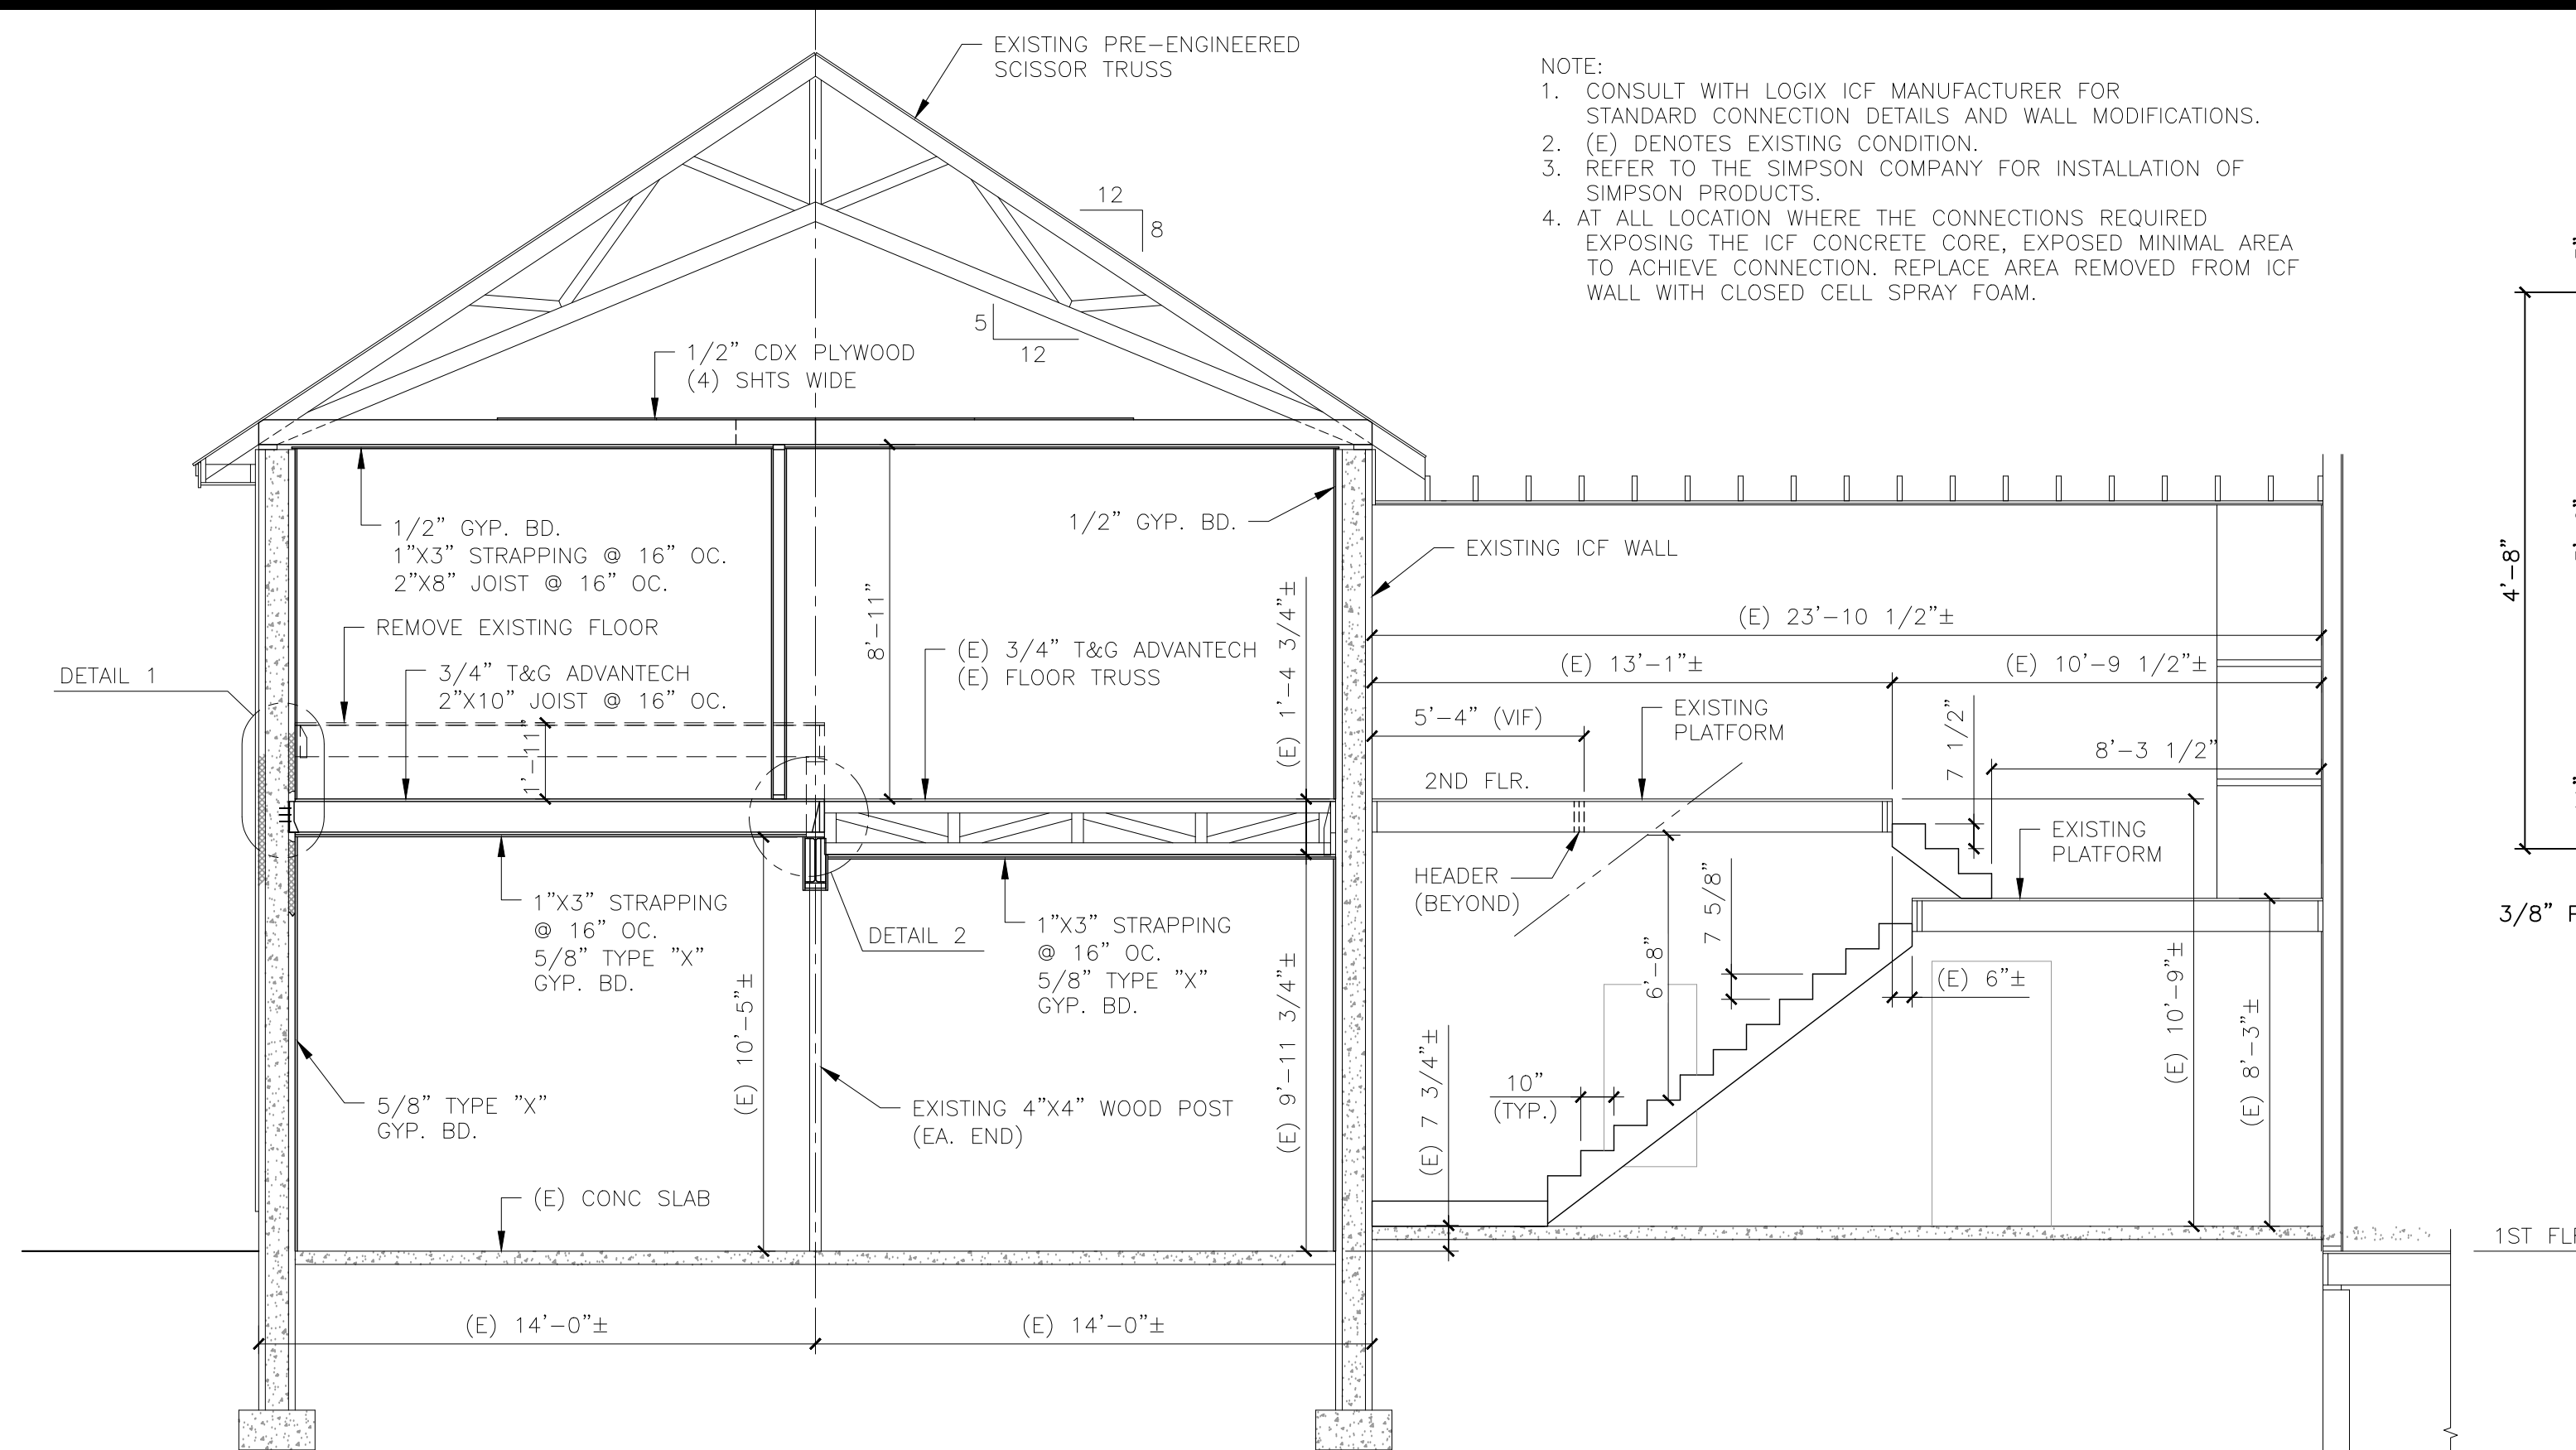 EXISTING PRE-ENGINEERED
SCISSOR TRUSS
NOTE:
1. CONSULT WITH LOGIX ICF MANUFACTURER FOR
STANDARD CONNECTION DETAILS AND WALL MODIFICATIONS.
2. (E) DENOTES EXISTING CONDITION.
3. REFER TO THE SIMPSON COMPANY FOR INSTALLATION OF
SIMPSON PRODUCTS.
4. AT ALL LOCATION WHERE THE CONNECTIONS REQUIRED
EXPOSING THE ICF CONCRETE CORE, EXPOSED MINIMAL AREA
TO ACHIEVE CONNECTION. REPLACE AREA REMOVED FROM ICF
WALL WITH CLOSED CELL SPRAY FOAM.
12
8
5
12
1/2" CDX PLYWOOD
(4) SHTS WIDE
1/2" GYP. BD.
1"X3" STRAPPING @ 16" OC.
2"X8" JOIST @ 16" OC.
1/2" GYP. BD.
EXISTING ICF WALL
REMOVE EXISTING FLOOR
DETAIL 1
3/4" T&G ADVANTECH
2"X10" JOIST @ 16" OC.
1'-11"
8'-11"
(E) 3/4" T&G ADVANTECH
(E) FLOOR TRUSS
(E) 1'-4 3/4"±
(E) 23'-10 1/2"±
(E) 13'-1"±
(E) 10'-9 1/2"±
5'-4" (VIF)
EXISTING
PLATFORM
7 1/2"
8'-3 1/2"
2ND FLR.
4'-8"
EXISTING
PLATFORM
HEADER
(BEYOND)
1"X3" STRAPPING
@ 16" OC.
5/8" TYPE "X"
GYP. BD.
DETAIL 2
1"X3" STRAPPING
@ 16" OC.
5/8" TYPE "X"
GYP. BD.
(E) 10'-5"±
(E) 9'-11 3/4"±
7 5/8"
6'-8"
(E) 6"±
(E) 10'-9"±
(E) 8'-3"±
(E) 7 3/4"±
10"
(TYP.)
5/8" TYPE "X"
GYP. BD.
EXISTING 4"X4" WOOD POST
(EA. END)
(E) CONC SLAB
(E) 14'-0"±
(E) 14'-0"±
3/8"
1ST